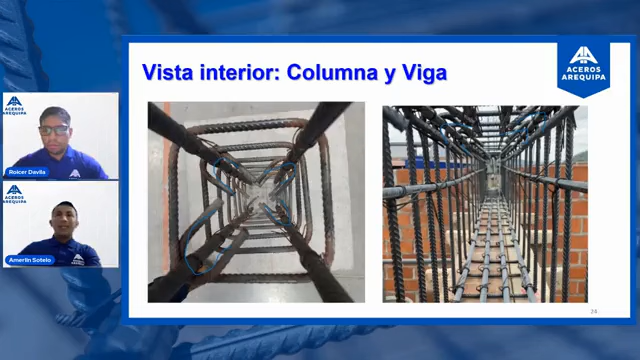 Vista interior: Columna y Viga
ACEROS
AREQUIPA
ACEROS
AREQUIPA
Roicer Davila
ACEROS
AREQUIPA
Amerlin Sotelo
24